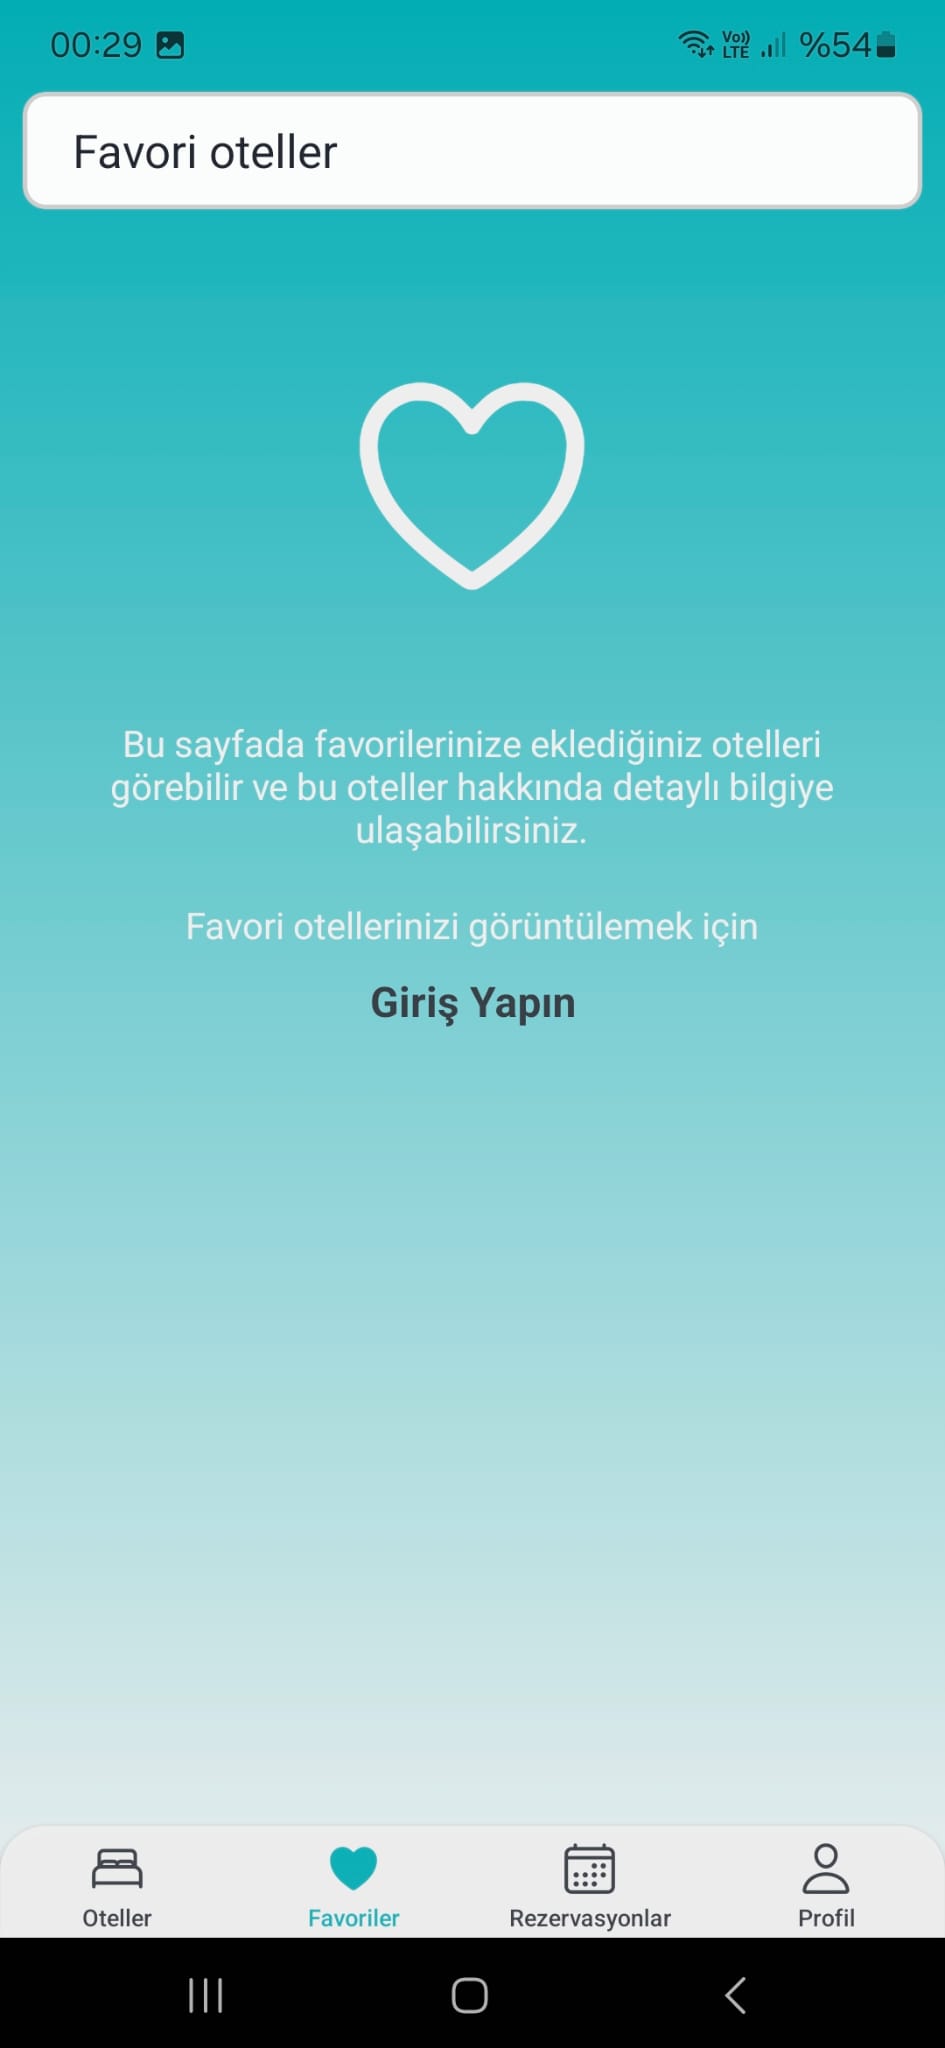 00:29 Vo)) LTE %54
Favori oteller
Bu sayfada favorilerinize eklediğiniz otelleri
görebilir ve bu oteller hakkında detaylı bilgiye
ulaşabilirsiniz.
Favori otellerinizi görüntülemek için
Giriş Yapın
Oteller Favoriler Rezervasyonlar Profil